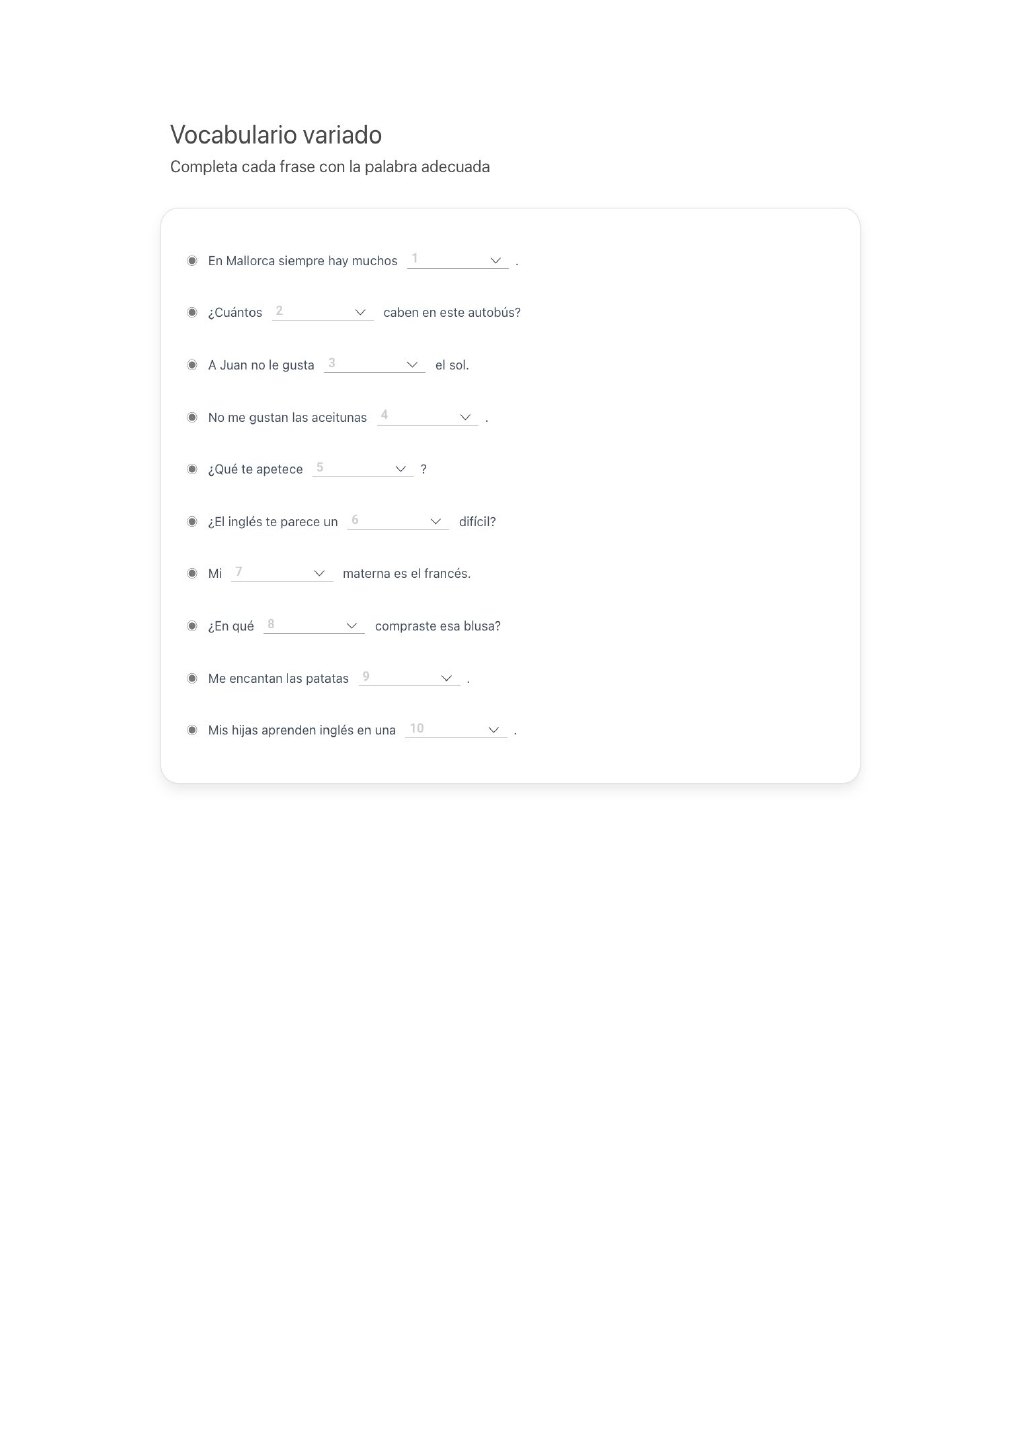 Vocabulario variado
Completa cada frase con la palabra adecuada
En Mallorca siempre hay muchos 1 .
¿Cuántos 2 caben en este autobús?
A Juan no le gusta 3 el sol.
No me gustan las aceitunas 4 .
¿Qué te apetece 5 ?
¿El inglés te parece un 6 difícil?
Mi 7 materna es el francés.
¿En qué 8 compraste esa blusa?
Me encantan las patatas 9 .
Mis hijas aprenden inglés en una 10 .